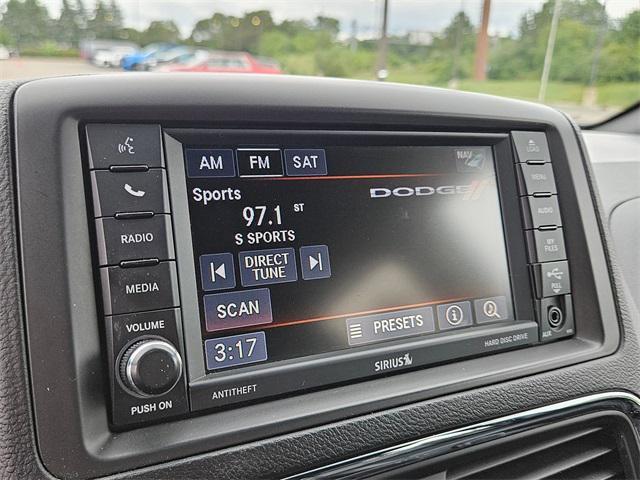 AM FM SAT
NAV
Sports
DODGE
97.1 ST
S SPORTS
DIRECT
TUNE
SCAN
PRESETS
3:17
RADIO
MEDIA
VOLUME
PUSH ON
ANTITHEFT
SIRIUS
HARD DISC DRIVE
LOAD
MENU
AUDIO
MY
FILES
PULL
AUX